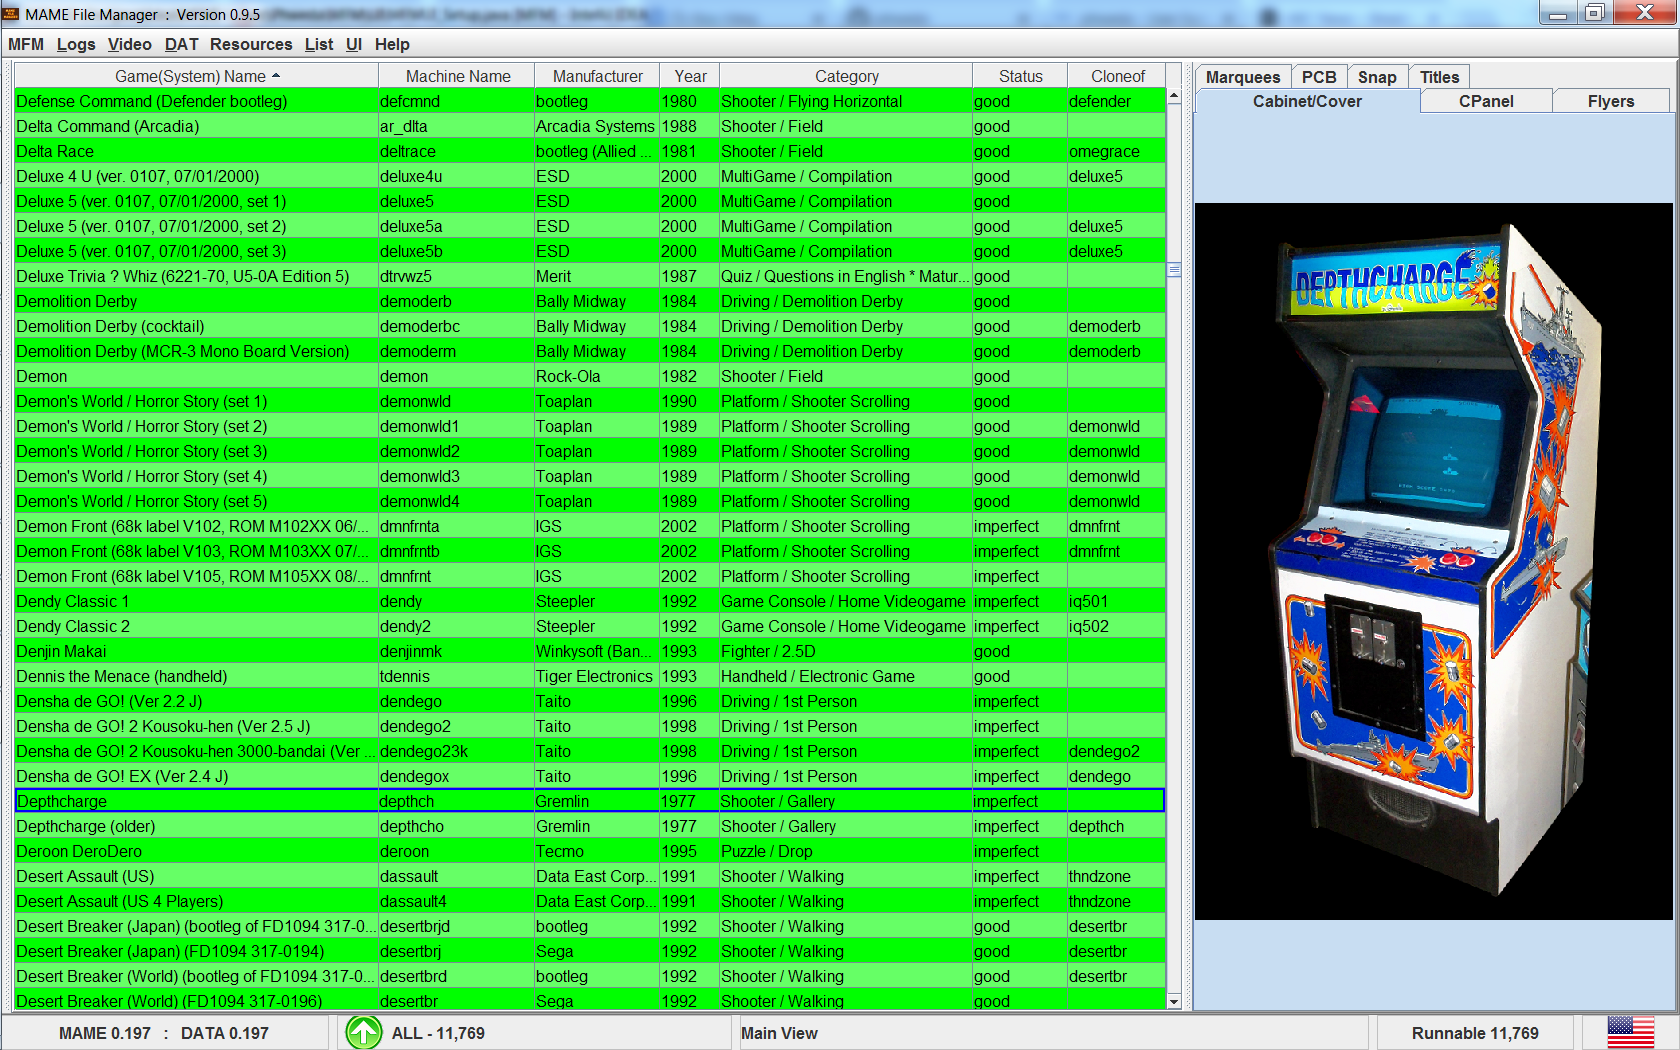 MAME File Manager : Version 0.9.5
MFM Logs Video DAT Resources List UI Help
Game(System) Name Machine Name Manufacturer Year Category Status Cloneof
Defense Command (Defender bootleg) defcmnd bootleg 1980 Shooter / Flying Horizontal good defender
Delta Command (Arcadia) ar_dlta Arcadia Systems 1988 Shooter / Field good
Delta Race deltrace bootleg (Allied ... 1981 Shooter / Field good omegrace
Deluxe 4 U (ver. 0107, 07/01/2000) deluxe4u ESD 2000 MultiGame / Compilation good deluxe5
Deluxe 5 (ver. 0107, 07/01/2000, set 1) deluxe5 ESD 2000 MultiGame / Compilation good
Deluxe 5 (ver. 0107, 07/01/2000, set 2) deluxe5a ESD 2000 MultiGame / Compilation good deluxe5
Deluxe 5 (ver. 0107, 07/01/2000, set 3) deluxe5b ESD 2000 MultiGame / Compilation good deluxe5
Deluxe Trivia ? Whiz (6221-70, U5-0A Edition 5) dtrvwz5 Merit 1987 Quiz / Questions in English * Matur... good
Demolition Derby demoderb Bally Midway 1984 Driving / Demolition Derby good
Demolition Derby (cocktail) demoderbc Bally Midway 1984 Driving / Demolition Derby good demoderb
Demolition Derby (MCR-3 Mono Board Version) demoderm Bally Midway 1984 Driving / Demolition Derby good demoderb
Demon demon Rock-Ola 1982 Shooter / Field good
Demon's World / Horror Story (set 1) demonwld Toaplan 1990 Platform / Shooter Scrolling good
Demon's World / Horror Story (set 2) demonwld1 Toaplan 1989 Platform / Shooter Scrolling good demonwld
Demon's World / Horror Story (set 3) demonwld2 Toaplan 1989 Platform / Shooter Scrolling good demonwld
Demon's World / Horror Story (set 4) demonwld3 Toaplan 1989 Platform / Shooter Scrolling good demonwld
Demon's World / Horror Story (set 5) demonwld4 Toaplan 1989 Platform / Shooter Scrolling good demonwld
Demon Front (68k label V102, ROM M102XX 06/... dmnfrnta IGS 2002 Platform / Shooter Scrolling imperfect dmnfrnt
Demon Front (68k label V103, ROM M103XX 07/... dmnfrntb IGS 2002 Platform / Shooter Scrolling imperfect dmnfrnt
Demon Front (68k label V105, ROM M105XX 08/... dmnfrnt IGS 2002 Platform / Shooter Scrolling imperfect
Dendy Classic 1 dendy Steepler 1992 Game Console / Home Videogame imperfect iq501
Dendy Classic 2 dendy2 Steepler 1992 Game Console / Home Videogame imperfect iq502
Denjin Makai denjinmk Winkysoft (Ban... 1993 Fighter / 2.5D good
Dennis the Menace (handheld) tdennis Tiger Electronics 1993 Handheld / Electronic Game good
Densha de GO! (Ver 2.2 J) dendego Taito 1996 Driving / 1st Person imperfect
Densha de GO! 2 Kousoku-hen (Ver 2.5 J) dendego2 Taito 1998 Driving / 1st Person imperfect
Densha de GO! 2 Kousoku-hen 3000-bandai (Ver ... dendego23k Taito 1998 Driving / 1st Person imperfect dendego2
Densha de GO! EX (Ver 2.4 J) dendegox Taito 1996 Driving / 1st Person imperfect dendego
Depthcharge depthch Gremlin 1977 Shooter / Gallery imperfect
Depthcharge (older) depthcho Gremlin 1977 Shooter / Gallery imperfect depthch
Deroon DeroDero deroon Tecmo 1995 Puzzle / Drop imperfect
Desert Assault (US) dassault Data East Corp... 1991 Shooter / Walking imperfect thndzone
Desert Assault (US 4 Players) dassault4 Data East Corp... 1991 Shooter / Walking imperfect thndzone
Desert Breaker (Japan) (bootleg of FD1094 317-0... desertbrjd bootleg 1992 Shooter / Walking good desertbr
Desert Breaker (Japan) (FD1094 317-0194) desertbrj Sega 1992 Shooter / Walking good desertbr
Desert Breaker (World) (bootleg of FD1094 317-0... desertbrd bootleg 1992 Shooter / Walking good desertbr
Desert Breaker (World) (FD1094 317-0196) desertbr Sega 1992 Shooter / Walking good
Marquees PCB Snap Titles
Cabinet/Cover CPanel Flyers
DEPTHCHARGE
MAME 0.197 : DATA 0.197 ALL - 11,769 Main View Runnable 11,769